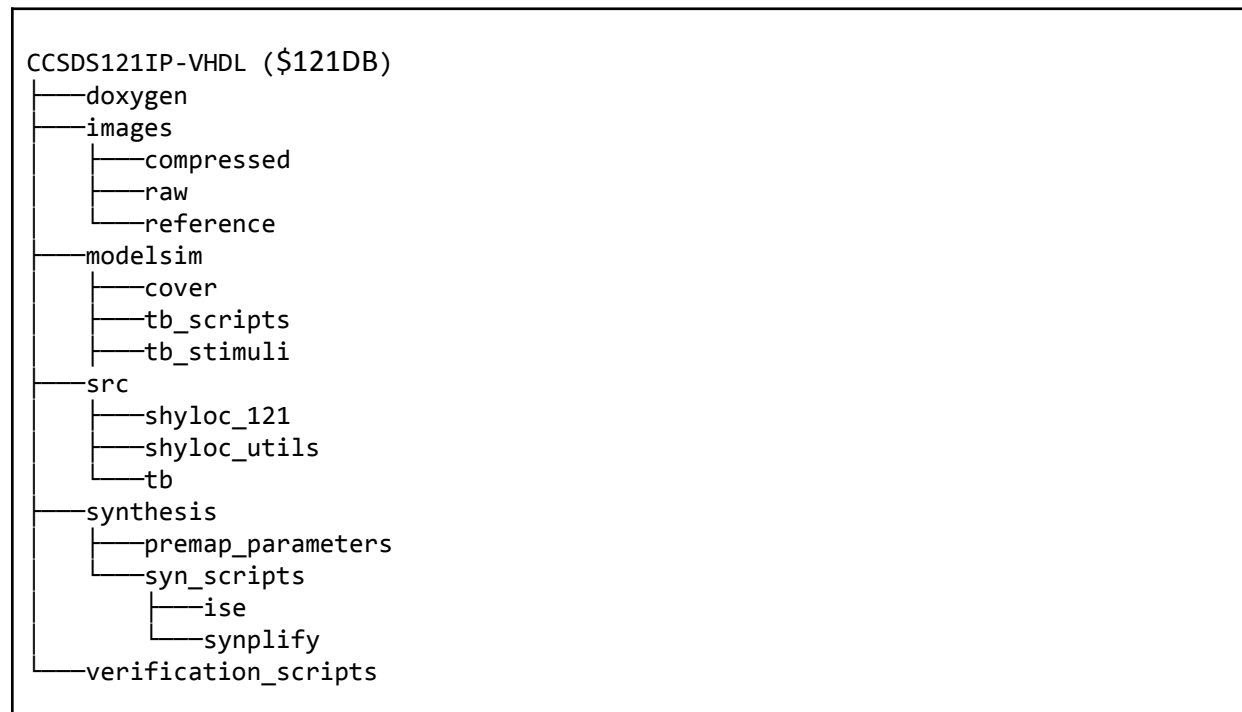 CCSDS121IP-VHDL ($121DB)
├───doxygen
├───images
│   ├───compressed
│   ├───raw
│   └───reference
├───modelsim
│   ├───cover
│   ├───tb_scripts
│   ├───tb_stimuli
├───src
│   ├───shyloc_121
│   ├───shyloc_utils
│   └───tb
├───synthesis
│   ├───premap_parameters
│   └───syn_scripts
│       ├───ise
│       └───synplify
└───verification_scripts